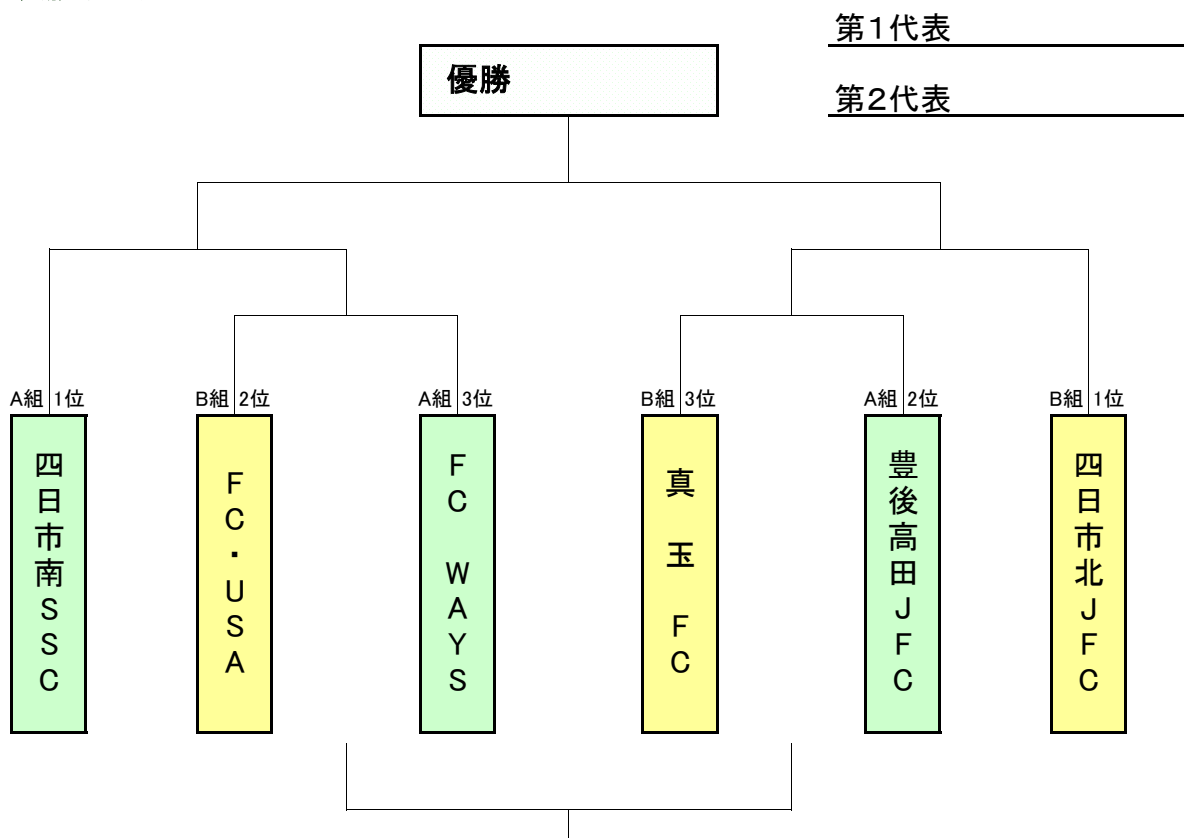 第1代表
優勝
第2代表
A組 1位
B組 2位
A組 3位
B組 3位
A組 2位
B組 1位
四日市南SSC
FC・USA
FC WAYS
真玉 FC
豊後高田JFC
四日市北JFC